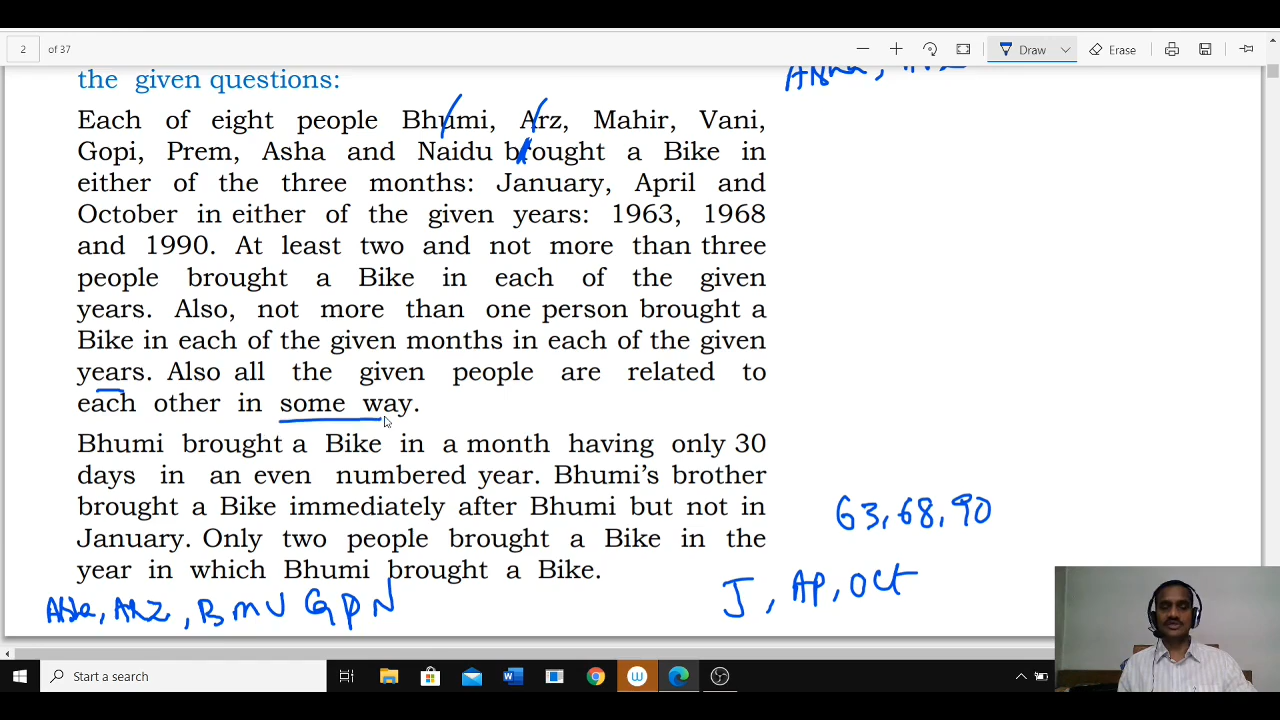 2 of 37 Draw Erase
the given questions:
Each of eight people Bhumi, Arz, Mahir, Vani,
Gopi, Prem, Asha and Naidu brought a Bike in
either of the three months: January, April and
October in either of the given years: 1963, 1968
and 1990. At least two and not more than three
people brought a Bike in each of the given
years. Also, not more than one person brought a
Bike in each of the given months in each of the given
years. Also all the given people are related to
each other in some way.
Bhumi brought a Bike in a month having only 30
days in an even numbered year. Bhumi’s brother
brought a Bike immediately after Bhumi but not in
63, 68, 90
January. Only two people brought a Bike in the
year in which Bhumi brought a Bike.
J, AP, Oct
Asha, Arz, B M V G P N
Type here to search